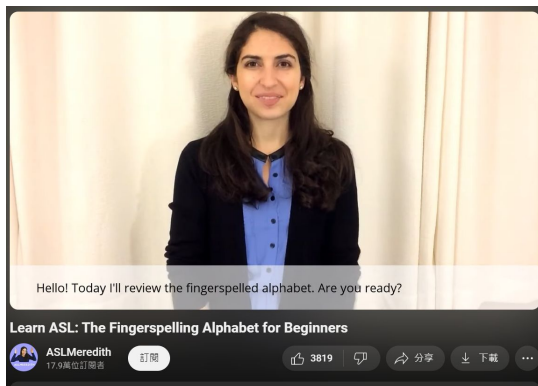 Hello! Today I'll review the fingerspelled alphabet. Are you ready?
Learn ASL: The Fingerspelling Alphabet for Beginners
ASLMeredith
17.9萬位訂閱者
訂閱
3819
分享
下載